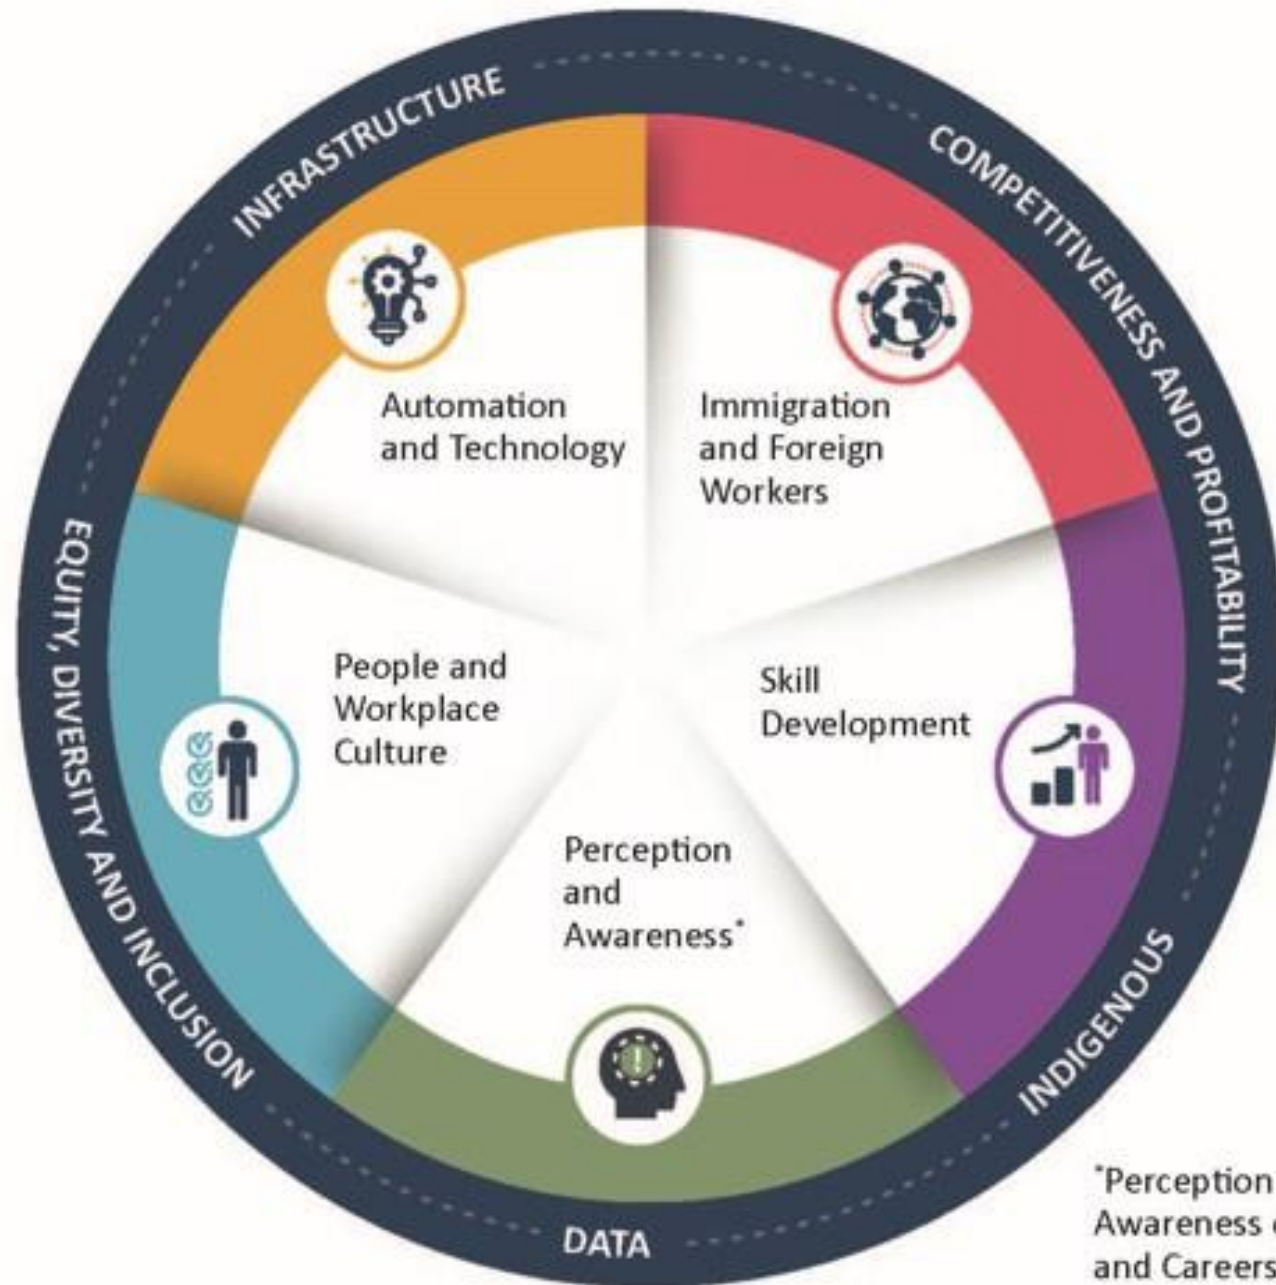 INFRASTRUCTURE
COMPETITIVENESS AND PROFITABILITY
Automation
and Technology
Immigration
and Foreign
Workers
EQUITY, DIVERSITY AND INCLUSION
People and
Workplace
Culture
Skill
Development
Perception
and
Awareness*
INDIGENOUS
DATA
*Perception
Awareness
and Careers